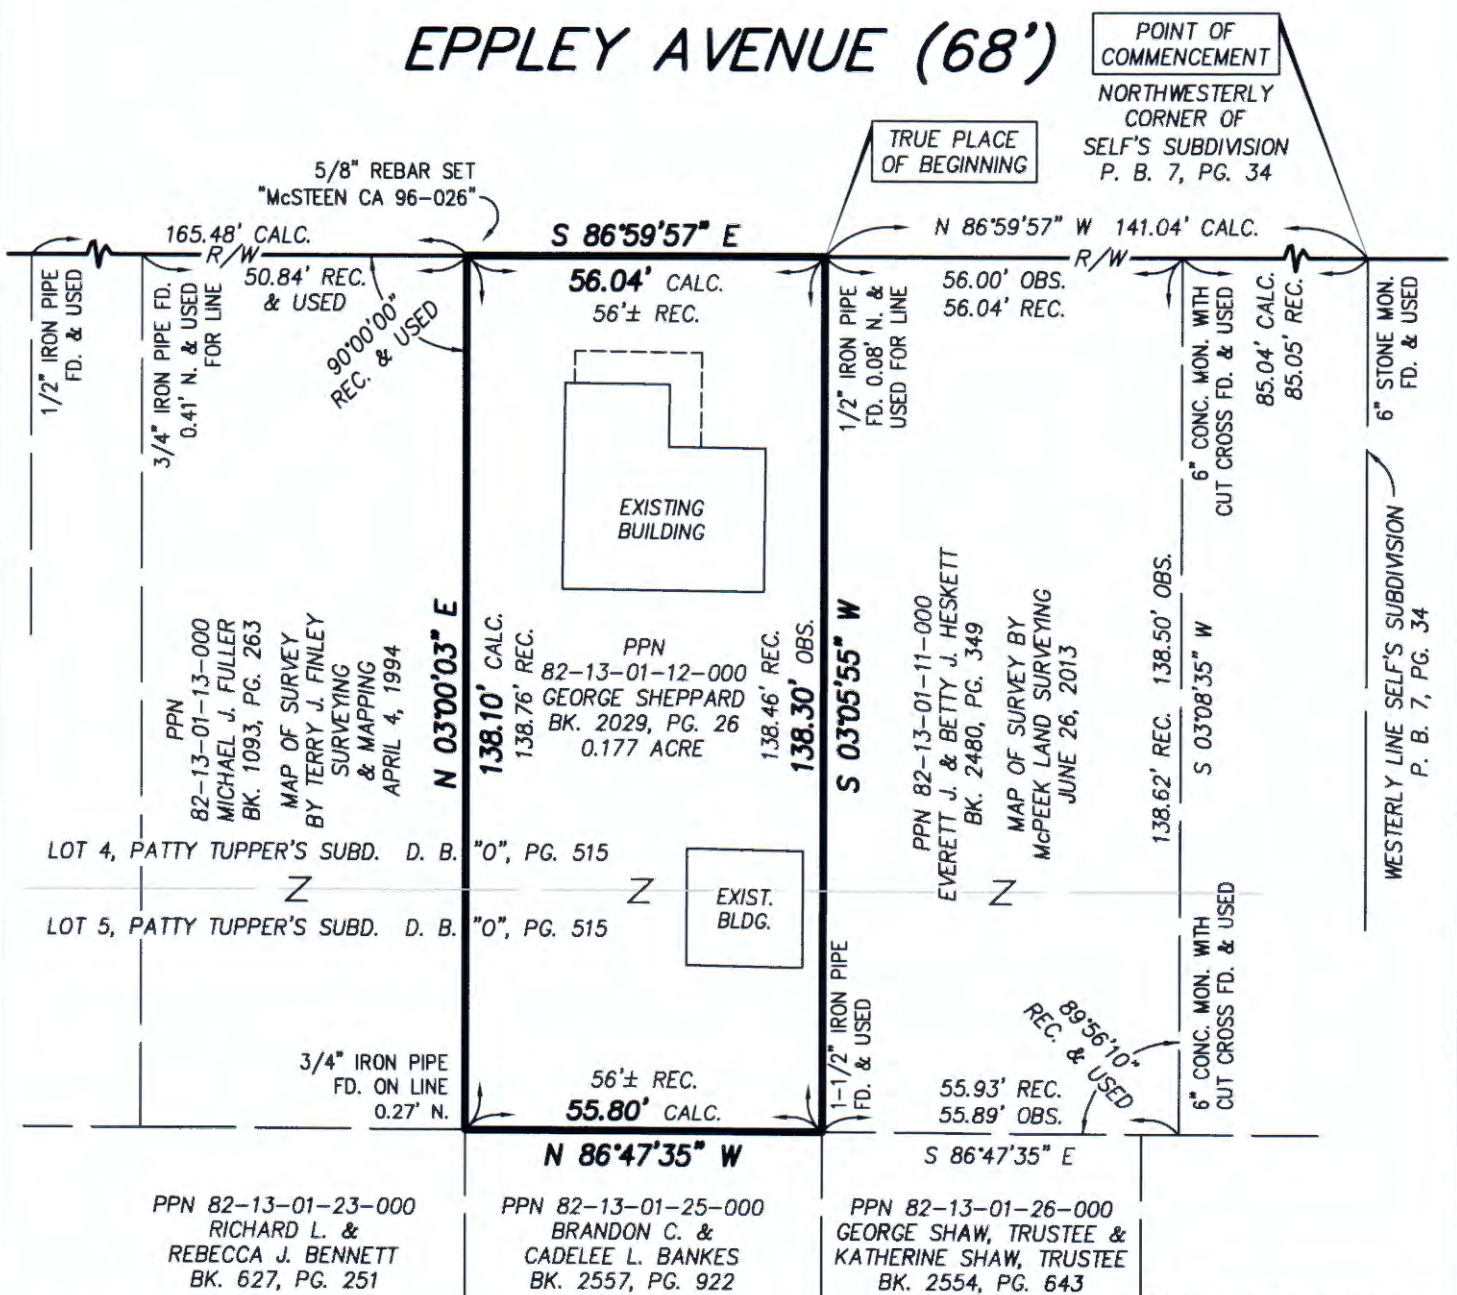 EPPLEY AVENUE (68')
POINT OF
COMMENCEMENT
NORTHWESTERLY
CORNER OF
SELF'S SUBDIVISION
P. B. 7, PG. 34
TRUE PLACE
OF BEGINNING
5/8" REBAR SET
"McSTEEN CA 96-026"
165.48' CALC.
R/W
50.84' REC.
& USED
S 86°59'57" E
56.04' CALC.
56'± REC.
N 86°59'57" W 141.04' CALC.
R/W
56.00' OBS.
56.04' REC.
1/2" IRON PIPE
FD. & USED
3/4" IRON PIPE FD.
0.41' N. & USED
FOR LINE
90°00'00"
REC. & USED
1/2" IRON PIPE
FD. 0.08' N. &
USED FOR LINE
6" CONC. MON. WITH
CUT CROSS FD. & USED
85.04' CALC.
85.05' REC.
6" STONE MON.
FD. & USED
EXISTING
BUILDING
PPN
82-13-01-13-000
MICHAEL J. FULLER
BK. 1093, PG. 263
MAP OF SURVEY
BY TERRY J. FINLEY
SURVEYING
& MAPPING
APRIL 4, 1994
N 03°00'03" E
138.10' CALC.
138.76' REC.
PPN
82-13-01-12-000
GEORGE SHEPPARD
BK. 2029, PG. 26
0.177 ACRE
138.46' REC.
138.30' OBS.
S 03°05'55" W
PPN 82-13-01-11-000
EVERETT J. & BETTY J. HESKETT
BK. 2480, PG. 349
MAP OF SURVEY BY
McPEEK LAND SURVEYING
JUNE 26, 2013
138.62' REC. 138.50' OBS.
S 03°08'35" W
WESTERLY LINE SELF'S SUBDIVISION
P. B. 7, PG. 34
LOT 4, PATTY TUPPER'S SUBD. D. B. "O", PG. 515
Z Z Z
LOT 5, PATTY TUPPER'S SUBD. D. B. "O", PG. 515
EXIST.
BLDG.
3/4" IRON PIPE
FD. ON LINE
0.27' N.
56'± REC.
55.80' CALC.
N 86°47'35" W
1-1/2" IRON PIPE
FD. & USED
89°56'10"
REC. & USED
55.93' REC.
55.89' OBS.
S 86°47'35" E
6" CONC. MON. WITH
CUT CROSS FD. & USED
PPN 82-13-01-23-000
RICHARD L. &
REBECCA J. BENNETT
BK. 627, PG. 251
PPN 82-13-01-25-000
BRANDON C. &
CADELEE L. BANKES
BK. 2557, PG. 922
PPN 82-13-01-26-000
GEORGE SHAW, TRUSTEE &
KATHERINE SHAW, TRUSTEE
BK. 2554, PG. 643